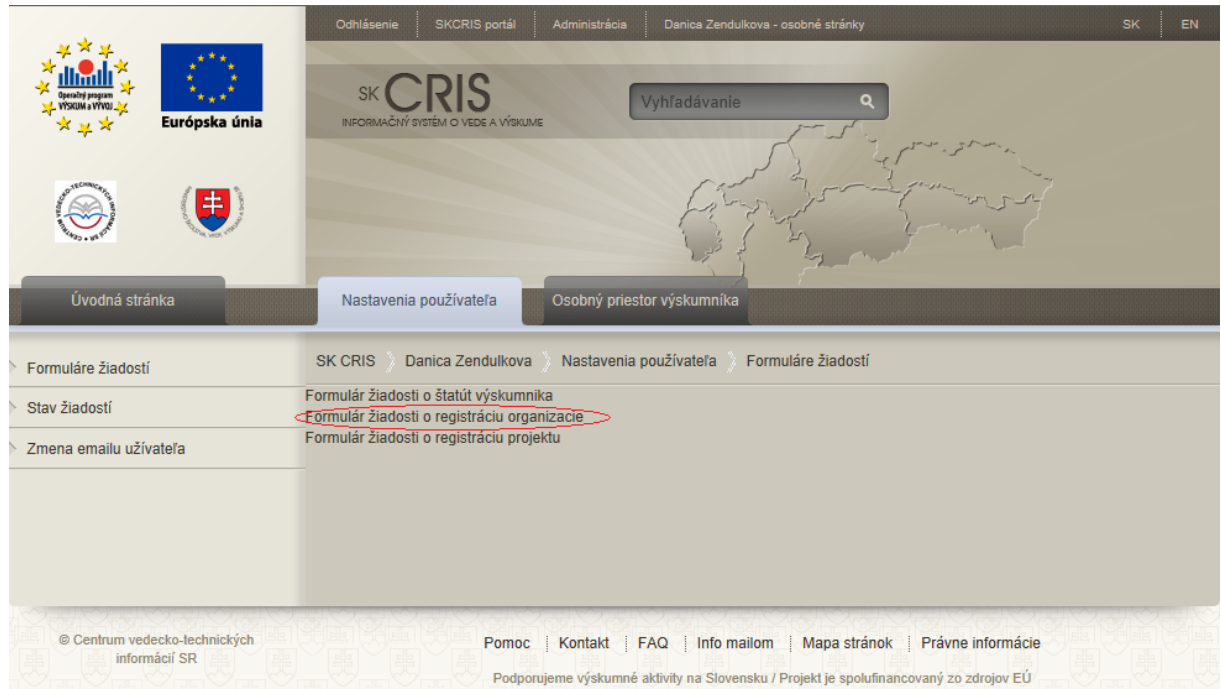 Odhlásenie SKCRIS portál Administrácia Danica Zendulkova - osobné stránky SK EN
Operačný program
VÝSKUM a VÝVOJ
Európska únia
SK CRIS
INFORMAČNÝ SYSTÉM O VEDE A VÝSKUME
Vyhľadávanie
Úvodná stránka Nastavenia používateľa Osobný priestor výskumníka
SK CRIS Danica Zendulkova Nastavenia používateľa Formuláre žiadostí
Formuláre žiadostí
Stav žiadostí
Zmena emailu užívateľa
Formulár žiadosti o štatút výskumnika
Formulár žiadosti o registráciu organizacie
Formulár žiadosti o registráciu projektu
© Centrum vedecko-technických
informácií SR
Pomoc Kontakt FAQ Info mailom Mapa stránok Právne informácie
Podporujeme výskumné aktivity na Slovensku / Projekt je spolufinancovaný zo zdrojov EÚ